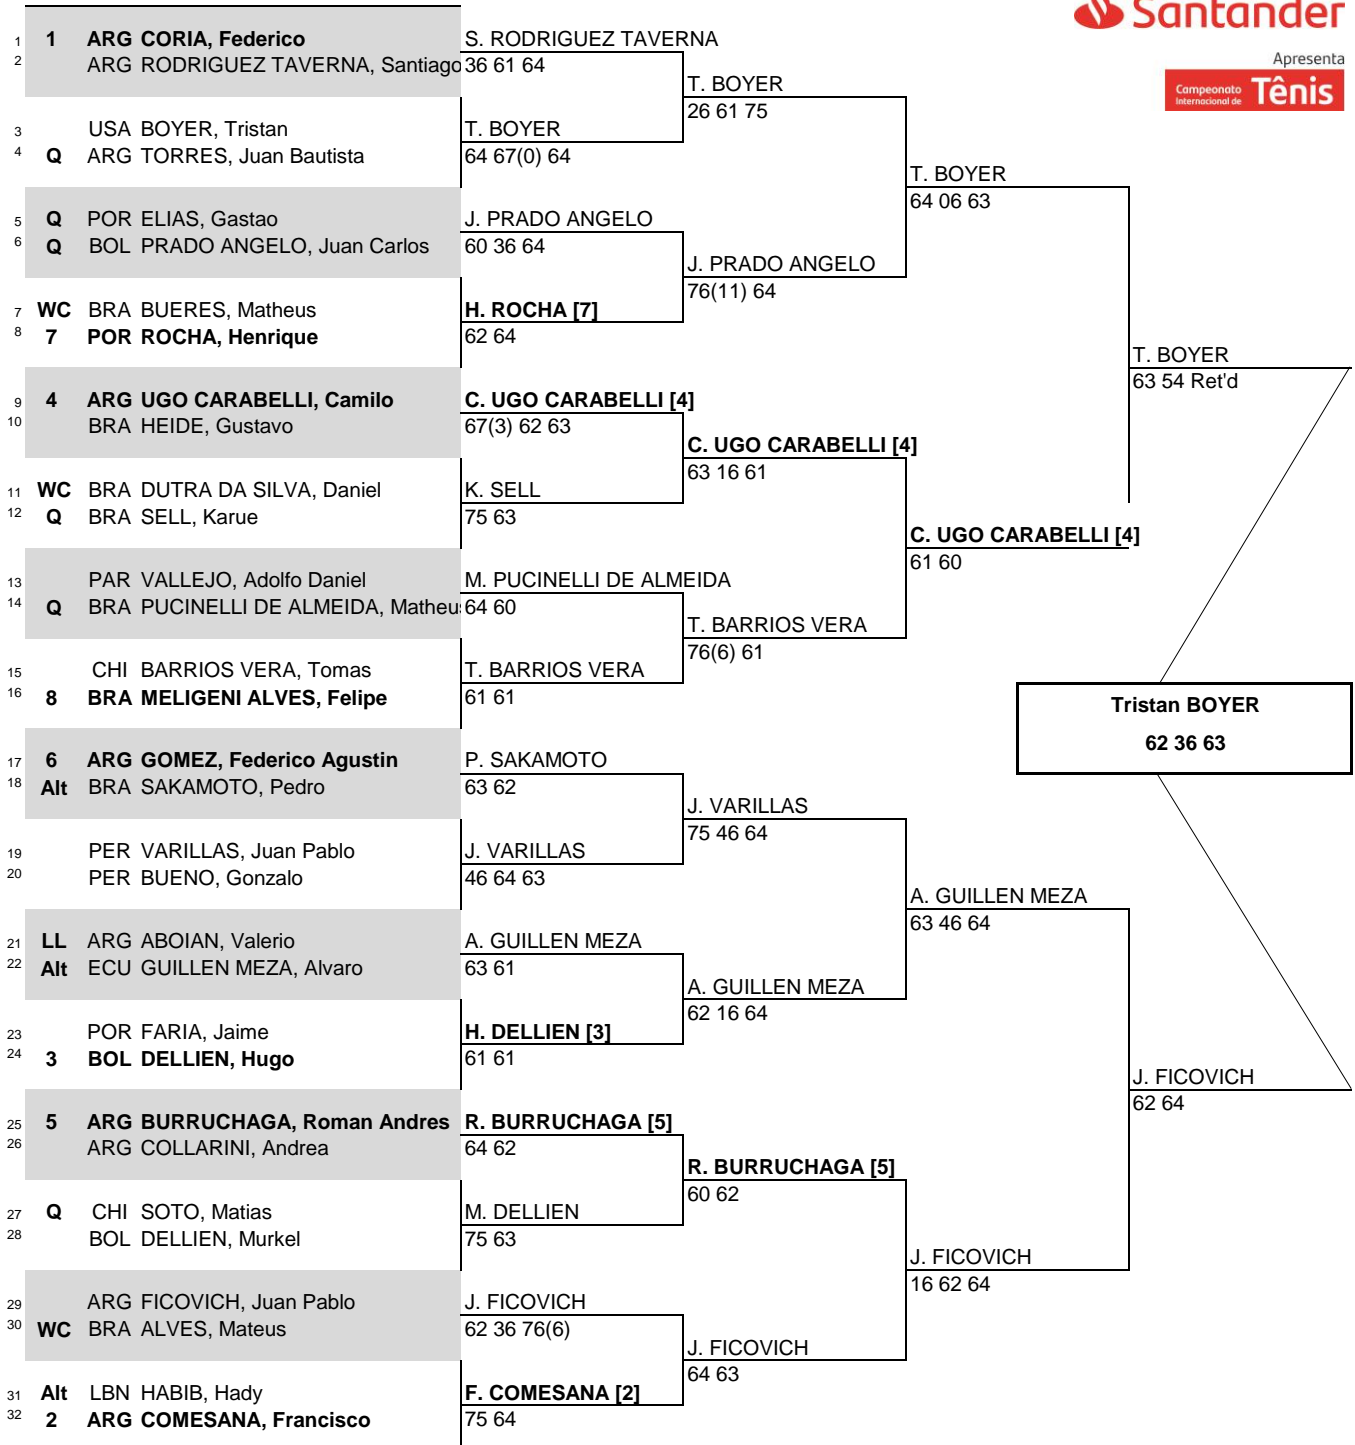 Santander
Apresenta
Campeonato Internacional de Tênis
1 1 ARG CORIA, Federico
2 ARG RODRIGUEZ TAVERNA, Santiago
3 USA BOYER, Tristan
4 Q ARG TORRES, Juan Bautista
5 Q POR ELIAS, Gastao
6 Q BOL PRADO ANGELO, Juan Carlos
7 WC BRA BUERES, Matheus
8 7 POR ROCHA, Henrique
9 4 ARG UGO CARABELLI, Camilo
10 BRA HEIDE, Gustavo
11 WC BRA DUTRA DA SILVA, Daniel
12 Q BRA SELL, Karue
13 PAR VALLEJO, Adolfo Daniel
14 Q BRA PUCINELLI DE ALMEIDA, Matheus
15 CHI BARRIOS VERA, Tomas
16 8 BRA MELIGENI ALVES, Felipe
17 6 ARG GOMEZ, Federico Agustin
18 Alt BRA SAKAMOTO, Pedro
19 PER VARILLAS, Juan Pablo
20 PER BUENO, Gonzalo
21 LL ARG ABOIAN, Valerio
22 Alt ECU GUILLEN MEZA, Alvaro
23 POR FARIA, Jaime
24 3 BOL DELLIEN, Hugo
25 5 ARG BURRUCHAGA, Roman Andres
26 ARG COLLARINI, Andrea
27 Q CHI SOTO, Matias
28 BOL DELLIEN, Murkel
29 ARG FICOVICH, Juan Pablo
30 WC BRA ALVES, Mateus
31 Alt LBN HABIB, Hady
32 2 ARG COMESANA, Francisco
S. RODRIGUEZ TAVERNA
36 61 64
T. BOYER
64 67(0) 64
J. PRADO ANGELO
60 36 64
H. ROCHA [7]
62 64
C. UGO CARABELLI [4]
67(3) 62 63
K. SELL
75 63
M. PUCINELLI DE ALMEIDA
64 60
T. BARRIOS VERA
61 61
P. SAKAMOTO
63 62
J. VARILLAS
46 64 63
A. GUILLEN MEZA
63 61
H. DELLIEN [3]
61 61
R. BURRUCHAGA [5]
64 62
M. DELLIEN
75 63
J. FICOVICH
62 36 76(6)
F. COMESANA [2]
75 64
T. BOYER
26 61 75
J. PRADO ANGELO
76(11) 64
C. UGO CARABELLI [4]
63 16 61
T. BARRIOS VERA
76(6) 61
J. VARILLAS
75 46 64
A. GUILLEN MEZA
62 16 64
R. BURRUCHAGA [5]
60 62
J. FICOVICH
64 63
T. BOYER
64 06 63
C. UGO CARABELLI [4]
61 60
A. GUILLEN MEZA
63 46 64
J. FICOVICH
16 62 64
T. BOYER
63 54 Ret'd
J. FICOVICH
62 64
Tristan BOYER
62 36 63